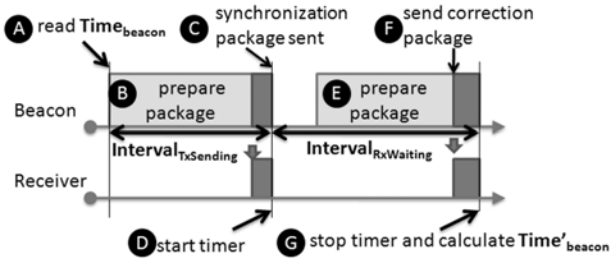 A read Time_beacon
C synchronization
package sent
F send correction
package
B prepare
package
E prepare
package
Beacon
Interval_TxSending
Interval_RxWaiting
Receiver
D start timer
G stop timer and calculate Time'_beacon